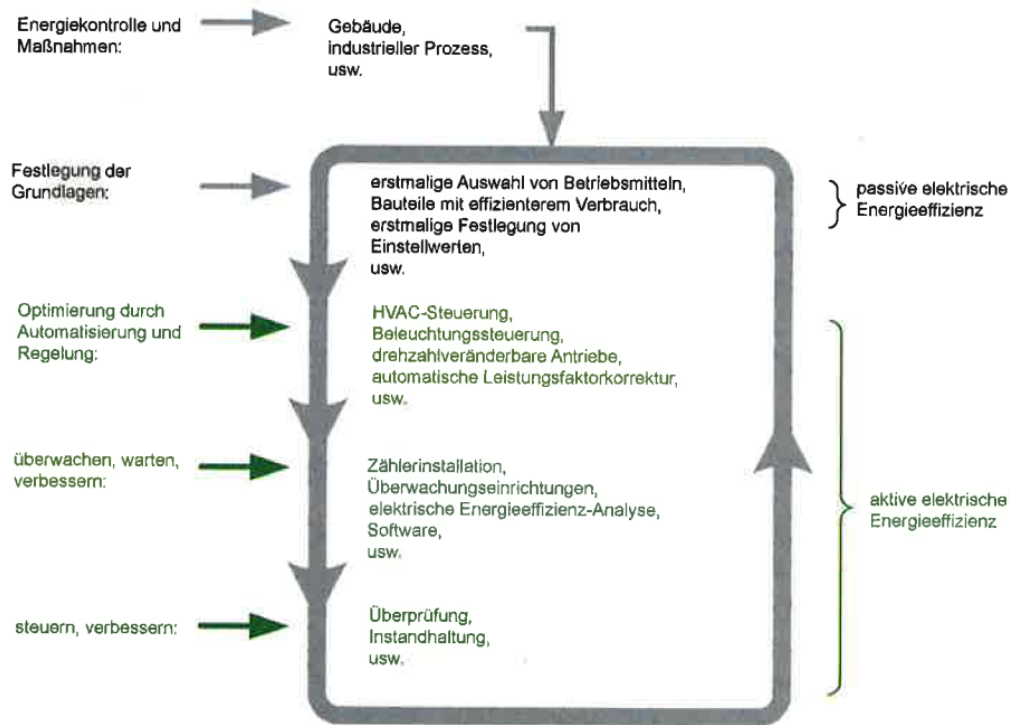 Energiekontrolle und
Maßnahmen:
Gebäude,
industrieller Prozess,
usw.
Festlegung der
Grundlagen:
erstmalige Auswahl von Betriebsmitteln,
Bauteile mit effizienterem Verbrauch,
erstmalige Festlegung von
Einstellwerten,
usw.
passive elektrische
Energieeffizienz
Optimierung durch
Automatisierung und
Regelung:
HVAC-Steuerung,
Beleuchtungssteuerung,
drehzahlveränderbare Antriebe,
automatische Leistungsfaktorkorrektur,
usw.
überwachen, warten,
verbessern:
Zählerinstallation,
Überwachungseinrichtungen,
elektrische Energieeffizienz-Analyse,
Software,
usw.
aktive elektrische
Energieeffizienz
steuern, verbessern:
Überprüfung,
Instandhaltung,
usw.